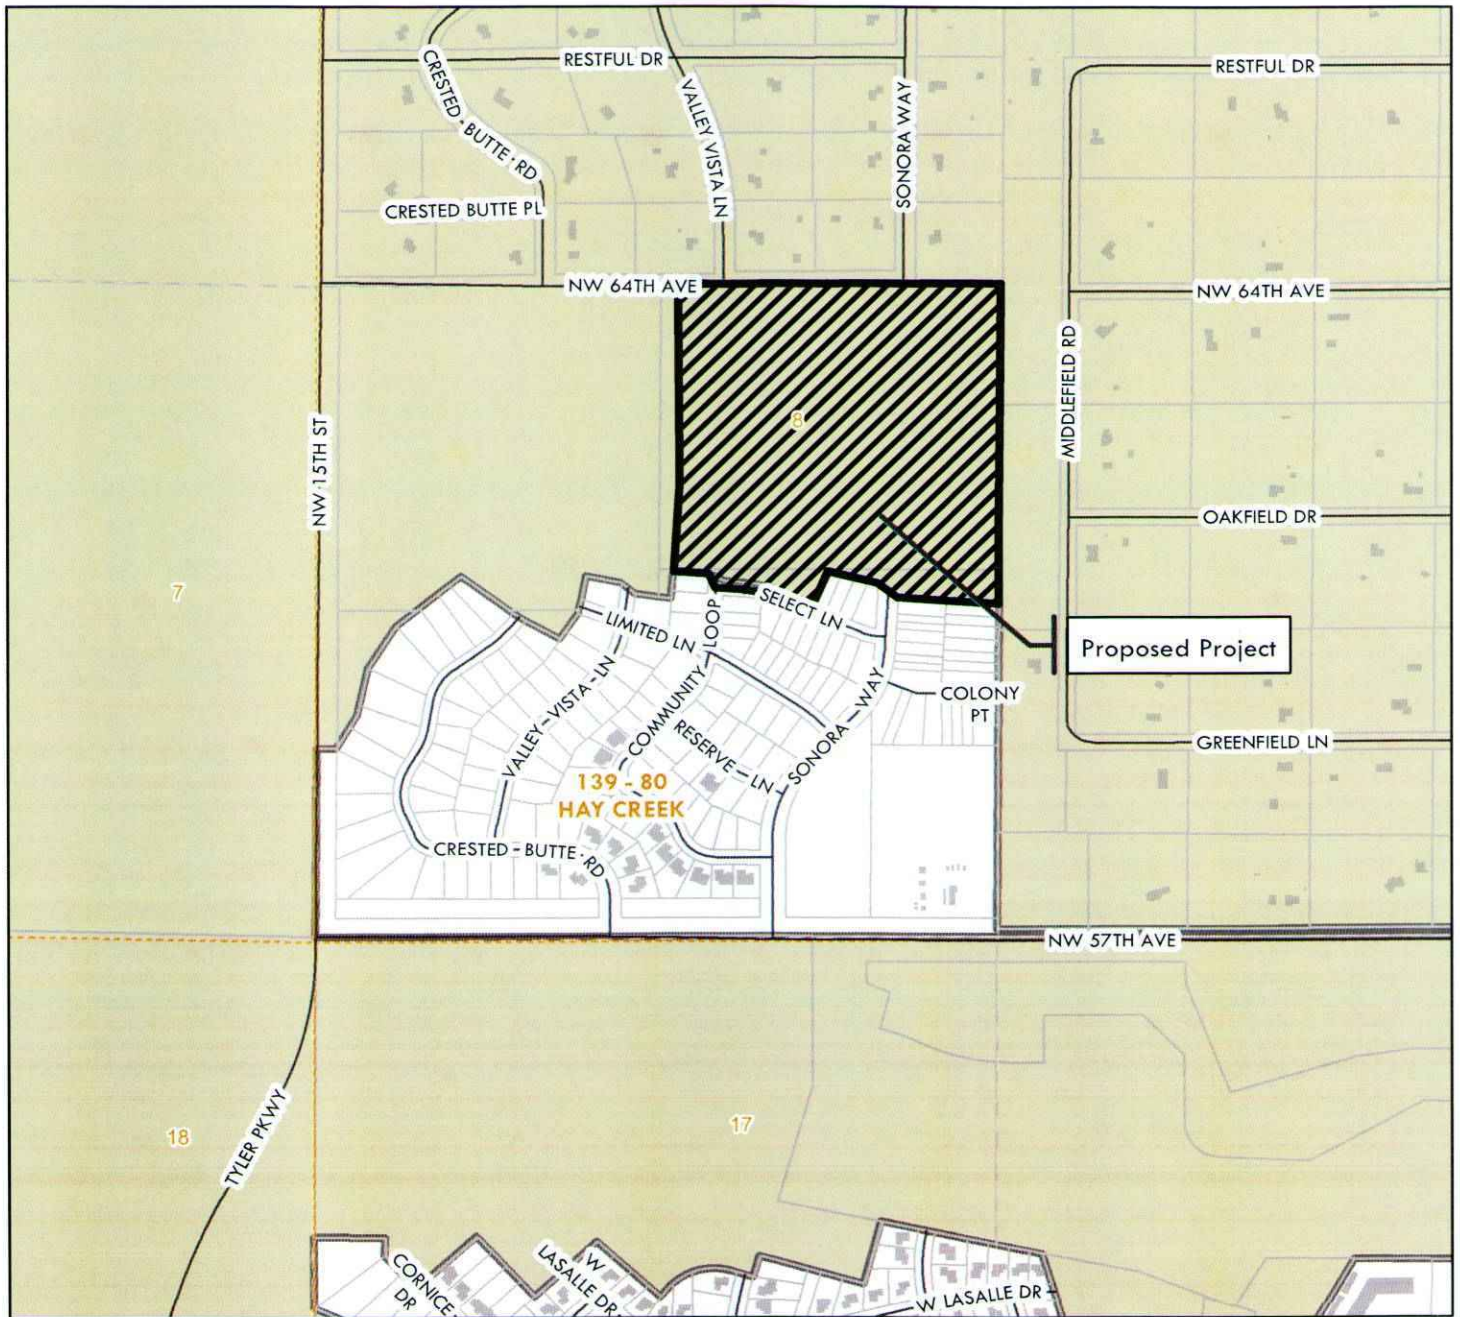 RESTFUL DR
RESTFUL DR
CRESTED - BUTTE - RD
VALLEY VISTA LN
SONORA WAY
CRESTED BUTTE PL
NW 64TH AVE
NW 64TH AVE
NW 15TH ST
MIDDLEFIELD RD
8
OAKFIELD DR
7
LIMITED LN
LOOP
SELECT LN
Proposed Project
VALLEY - VISTA - LN
COMMUNITY
COLONY
PT
SONORA - WAY
RESERVE - LN
GREENFIELD LN
139 - 80
HAY CREEK
CRESTED - BUTTE - RD
NW 57TH AVE
TYLER PKWY
18
17
CORNICE
DR
W
LASALLE DR
W LASALLE DR